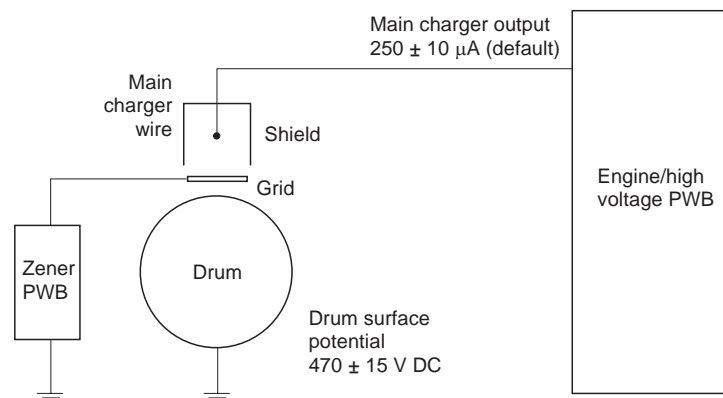 Main charger output
250 ± 10 µA (default)
Main
charger
wire
Shield
Grid
Engine/high
voltage PWB
Zener
PWB
Drum
Drum surface
potential
470 ± 15 V DC